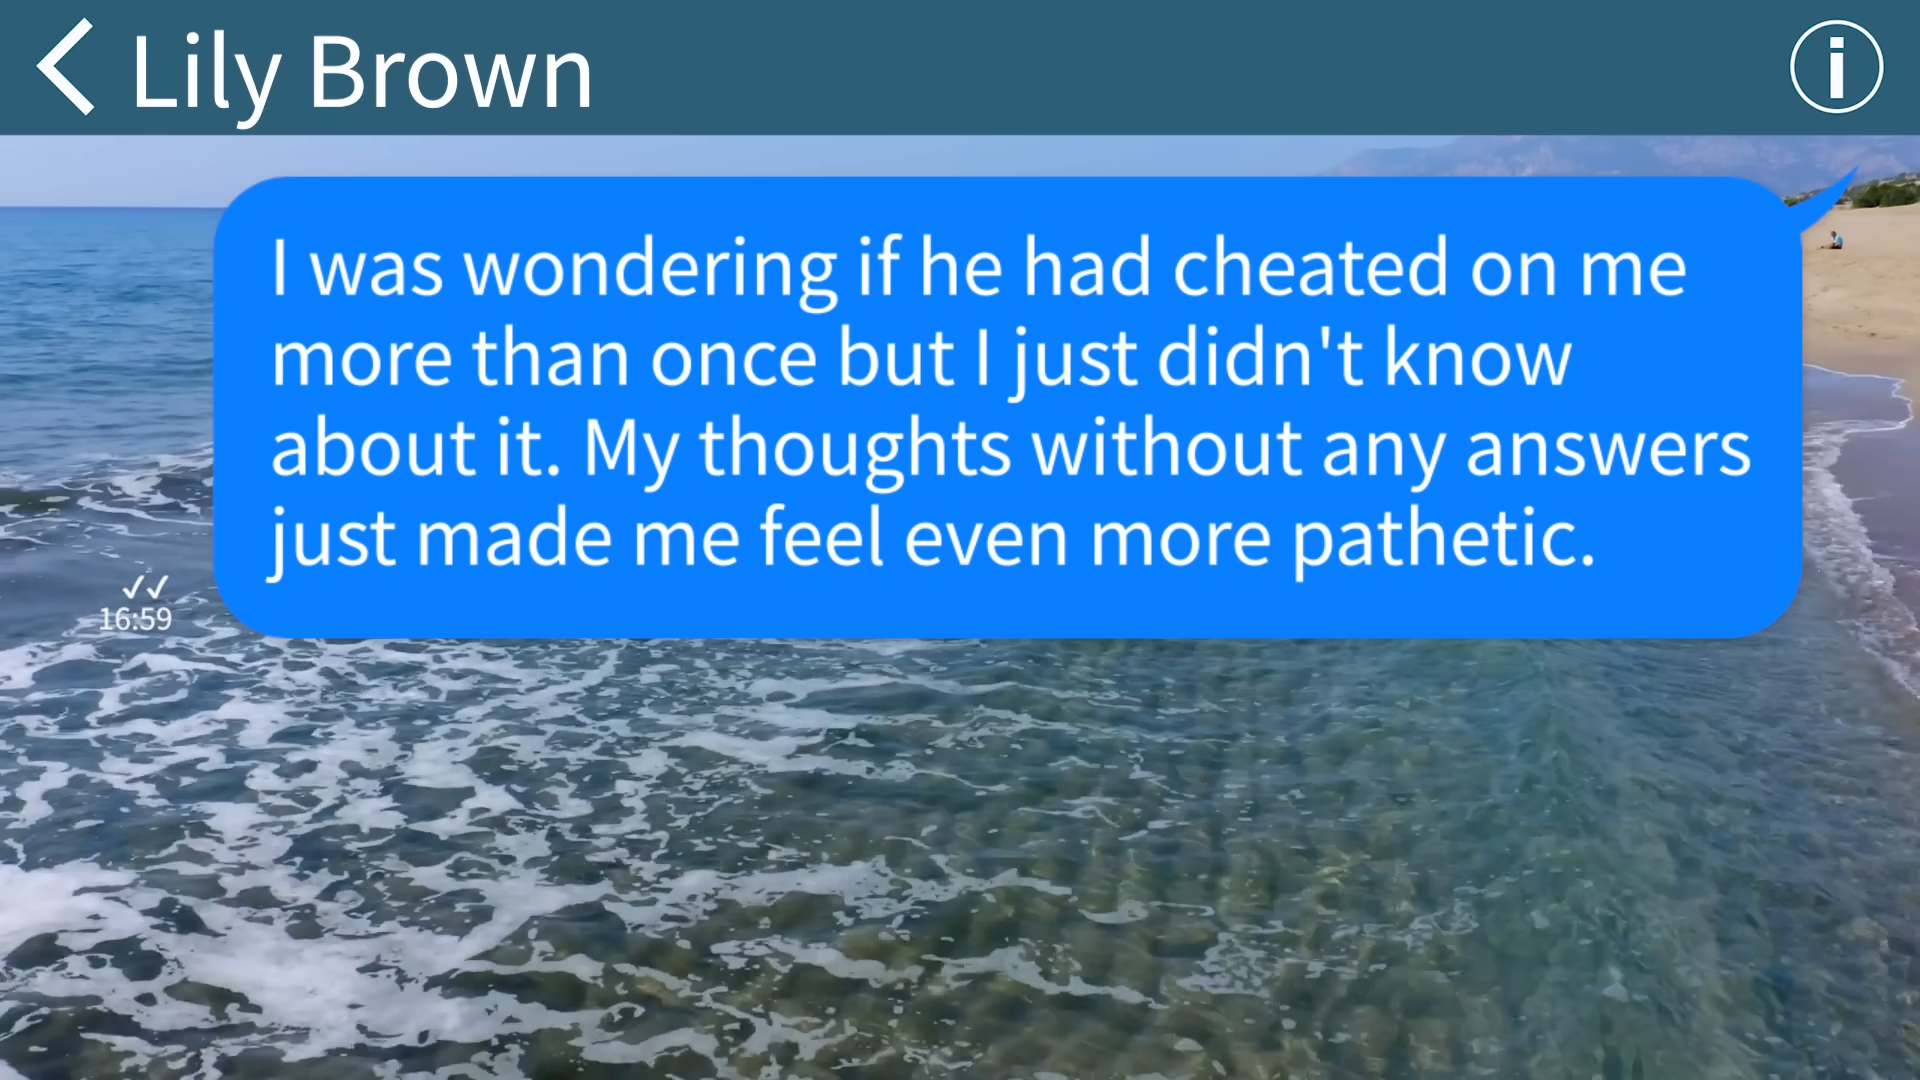 Lily Brown
I was wondering if he had cheated on me
more than once but I just didn't know
about it. My thoughts without any answers
just made me feel even more pathetic.
16:59